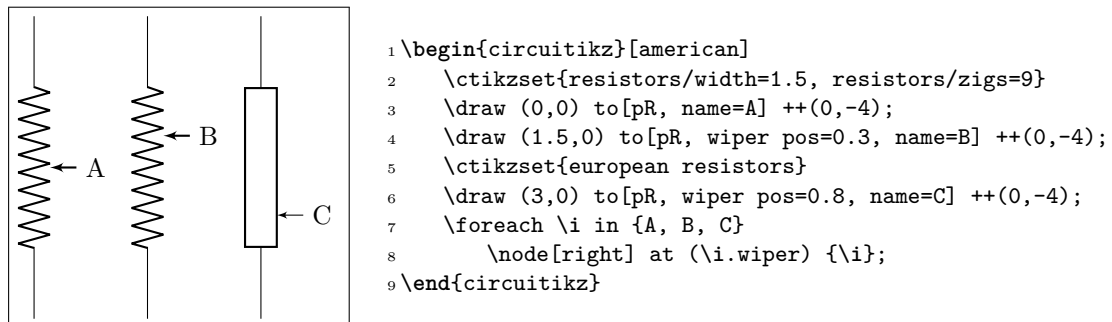 A
B
C
1 \begin{circuitikz}[american]
2     \ctikzset{resistors/width=1.5, resistors/zigs=9}
3     \draw (0,0) to[pR, name=A] ++(0,-4);
4     \draw (1.5,0) to[pR, wiper pos=0.3, name=B] ++(0,-4);
5     \ctikzset{european resistors}
6     \draw (3,0) to[pR, wiper pos=0.8, name=C] ++(0,-4);
7     \foreach \i in {A, B, C}
8         \node[right] at (\i.wiper) {\i};
9 \end{circuitikz}